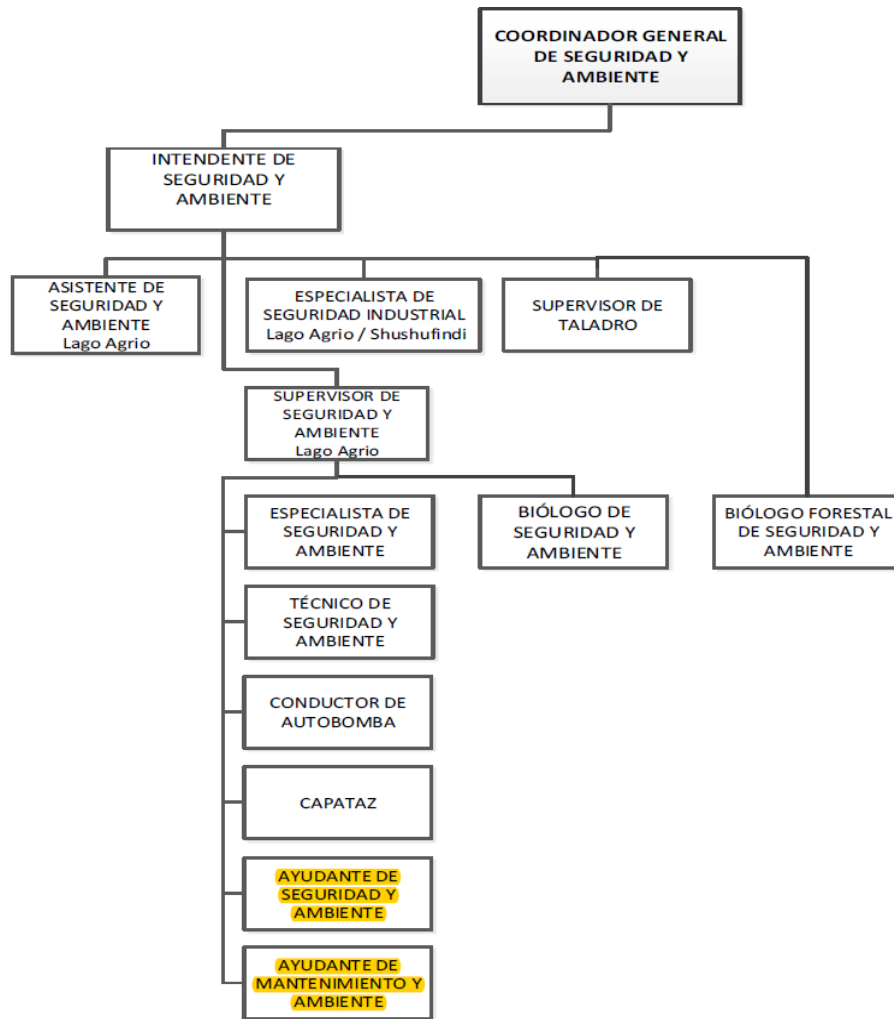 COORDINADOR GENERAL
DE SEGURIDAD Y
AMBIENTE
INTENDENTE DE
SEGURIDAD Y
AMBIENTE
ASISTENTE DE
SEGURIDAD Y
AMBIENTE
Lago Agrio
ESPECIALISTA DE
SEGURIDAD INDUSTRIAL
Lago Agrio / Shushufindi
SUPERVISOR DE
TALADRO
SUPERVISOR DE
SEGURIDAD Y
AMBIENTE
Lago Agrio
ESPECIALISTA DE
SEGURIDAD Y
AMBIENTE
BIÓLOGO DE
SEGURIDAD Y
AMBIENTE
BIÓLOGO FORESTAL
DE SEGURIDAD Y
AMBIENTE
TÉCNICO DE
SEGURIDAD Y
AMBIENTE
CONDUCTOR DE
AUTOBOMBA
CAPATAZ
AYUDANTE DE
SEGURIDAD Y
AMBIENTE
AYUDANTE DE
MANTENIMIENTO Y
AMBIENTE